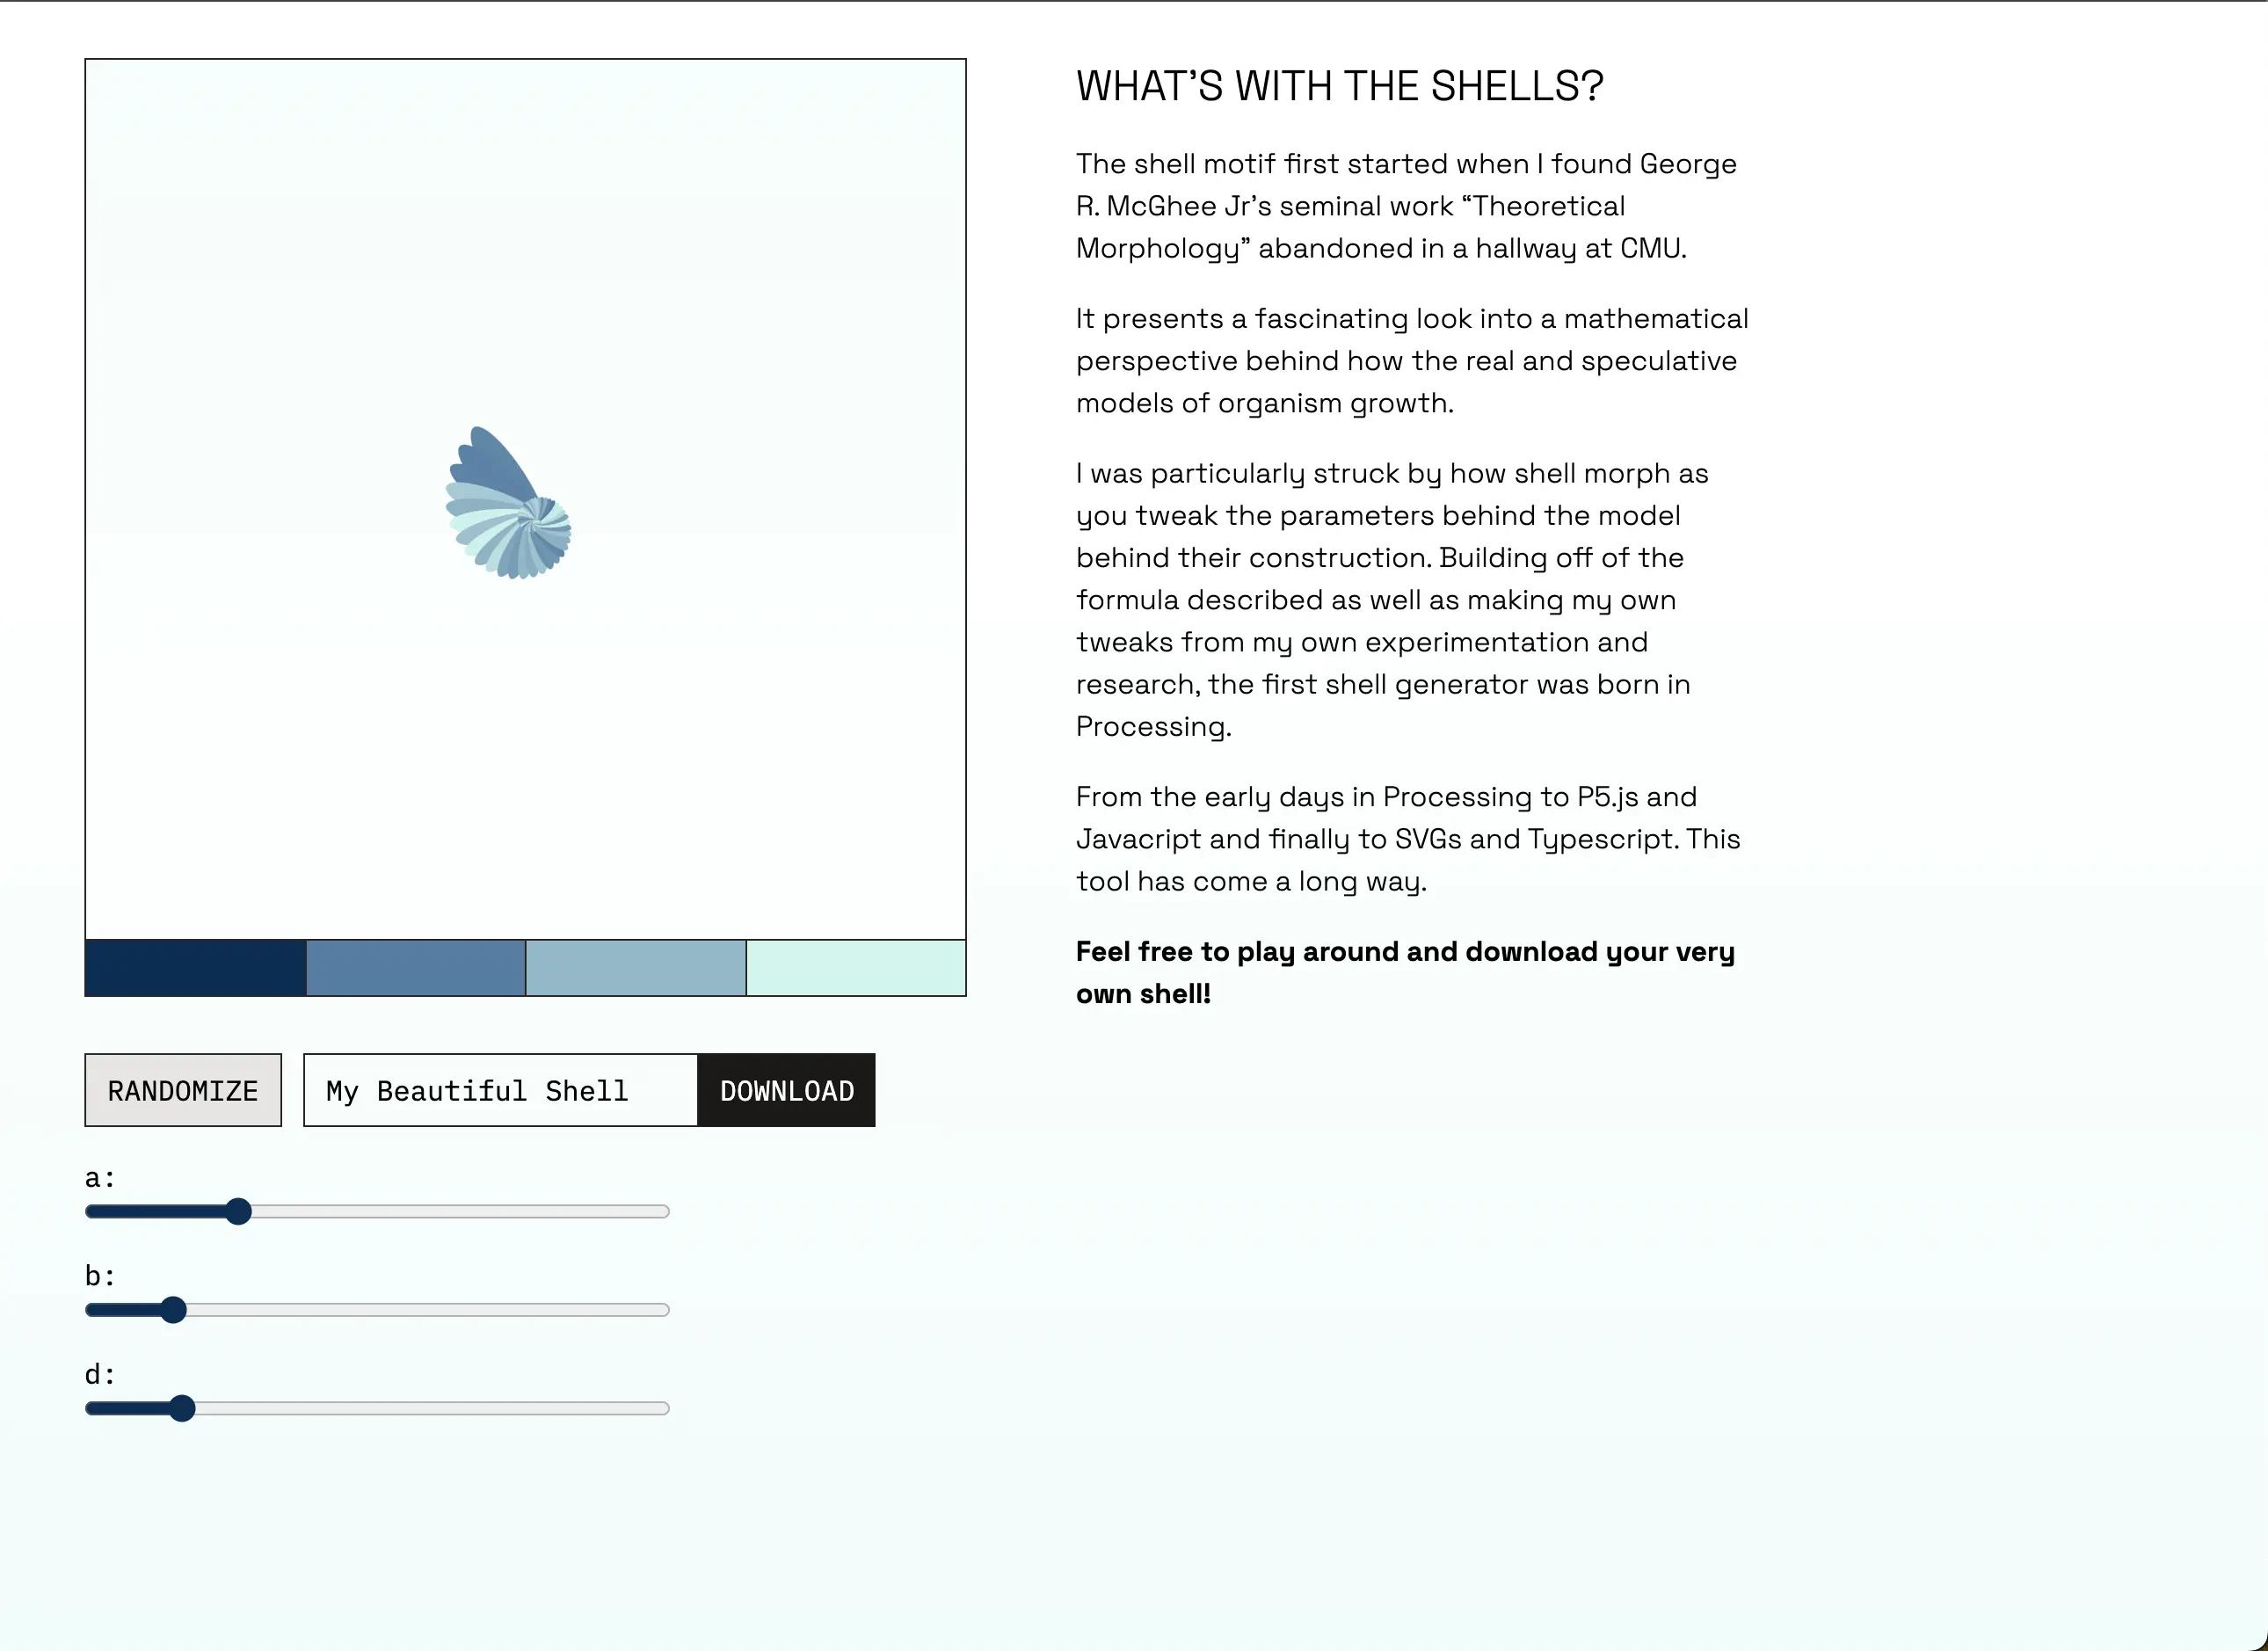 WHAT’S WITH THE SHELLS?
The shell motif first started when I found George
R. McGhee Jr’s seminal work “Theoretical
Morphology” abandoned in a hallway at CMU.
It presents a fascinating look into a mathematical
perspective behind how the real and speculative
models of organism growth.
I was particularly struck by how shell morph as
you tweak the parameters behind the model
behind their construction. Building off of the
formula described as well as making my own
tweaks from my own experimentation and
research, the first shell generator was born in
Processing.
From the early days in Processing to P5.js and
Javacript and finally to SVGs and Typescript. This
tool has come a long way.
Feel free to play around and download your very
own shell!
RANDOMIZE
My Beautiful Shell
DOWNLOAD
a:
b:
d: